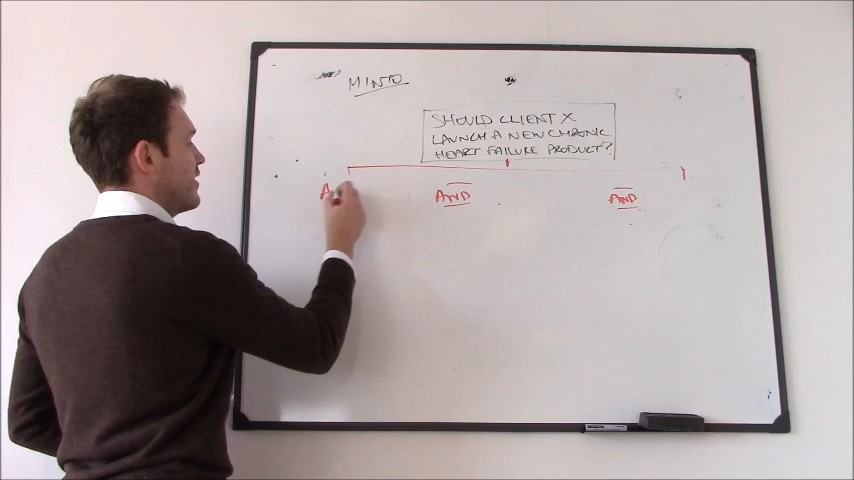 MINTO
SHOULD CLIENT X
LAUNCH A NEW CHRONIC
HEART FAILURE PRODUCT?
A AND AND